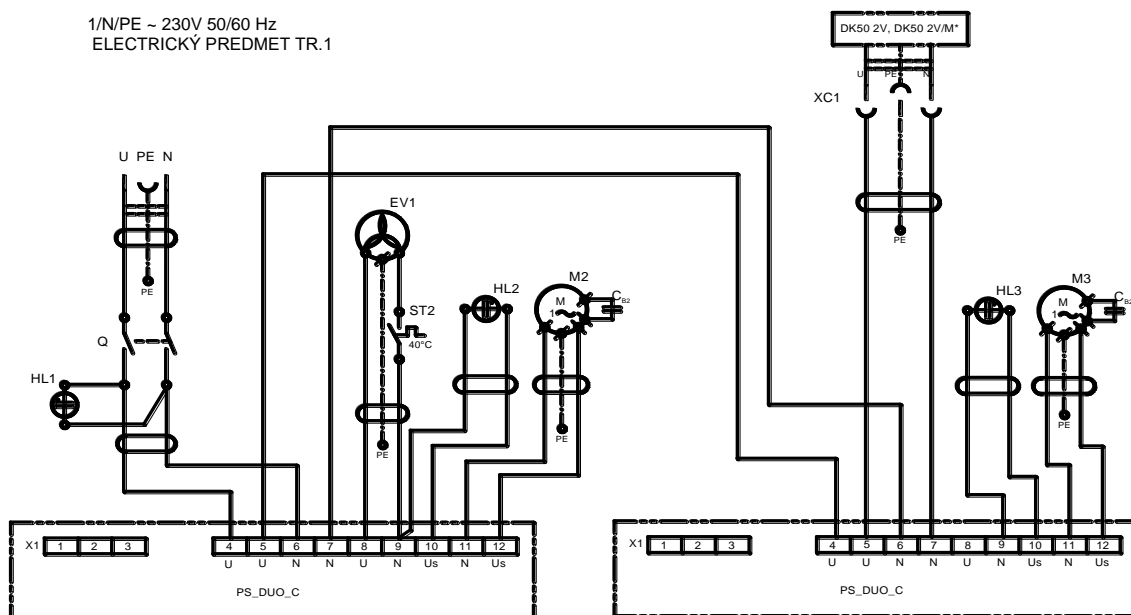 1/N/PE ~ 230V 50/60 Hz
ELECTRICKÝ PREDMET TR.1
DK50 2V, DK50 2V/M*
U PE N
XC1
U PE N
EV1
PE
M2
HL2
M
1
C B2
M3
HL3
M
1
C B2
PE
ST2
40°C
Q
HL1
PE
PE
PE
PE
X1 1 2 3 4 5 6 7 8 9 10 11 12
U U N N U N Us N Us
PS_DUO_C
X1 1 2 3 4 5 6 7 8 9 10 11 12
U U N N U N Us N Us
PS_DUO_C